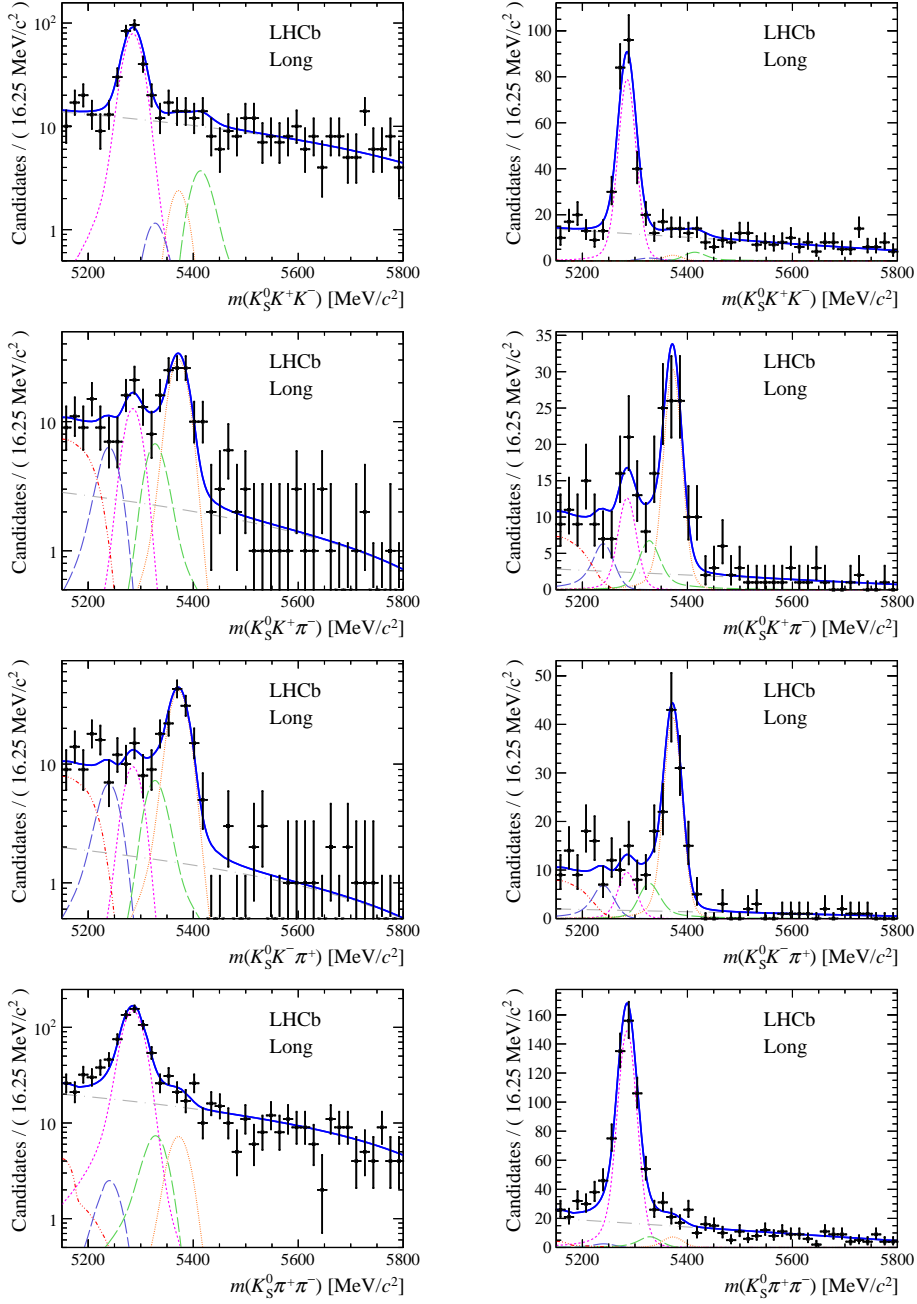 Candidates / ( 16.25 MeV/c² )
10²
10
1
LHCb
Long
5200 5400 5600 5800
m(K⁰_S K⁺K⁻) [MeV/c²]
Candidates / ( 16.25 MeV/c² )
100
80
60
40
20
0
LHCb
Long
5200 5400 5600 5800
m(K⁰_S K⁺K⁻) [MeV/c²]
Candidates / ( 16.25 MeV/c² )
10
1
LHCb
Long
5200 5400 5600 5800
m(K⁰_S K⁺π⁻) [MeV/c²]
Candidates / ( 16.25 MeV/c² )
35
30
25
20
15
10
5
0
LHCb
Long
5200 5400 5600 5800
m(K⁰_S K⁺π⁻) [MeV/c²]
Candidates / ( 16.25 MeV/c² )
10
1
LHCb
Long
5200 5400 5600 5800
m(K⁰_S K⁻π⁺) [MeV/c²]
Candidates / ( 16.25 MeV/c² )
50
40
30
20
10
0
LHCb
Long
5200 5400 5600 5800
m(K⁰_S K⁻π⁺) [MeV/c²]
Candidates / ( 16.25 MeV/c² )
10²
10
1
LHCb
Long
5200 5400 5600 5800
m(K⁰_S π⁺π⁻) [MeV/c²]
Candidates / ( 16.25 MeV/c² )
160
140
120
100
80
60
40
20
0
LHCb
Long
5200 5400 5600 5800
m(K⁰_S π⁺π⁻) [MeV/c²]